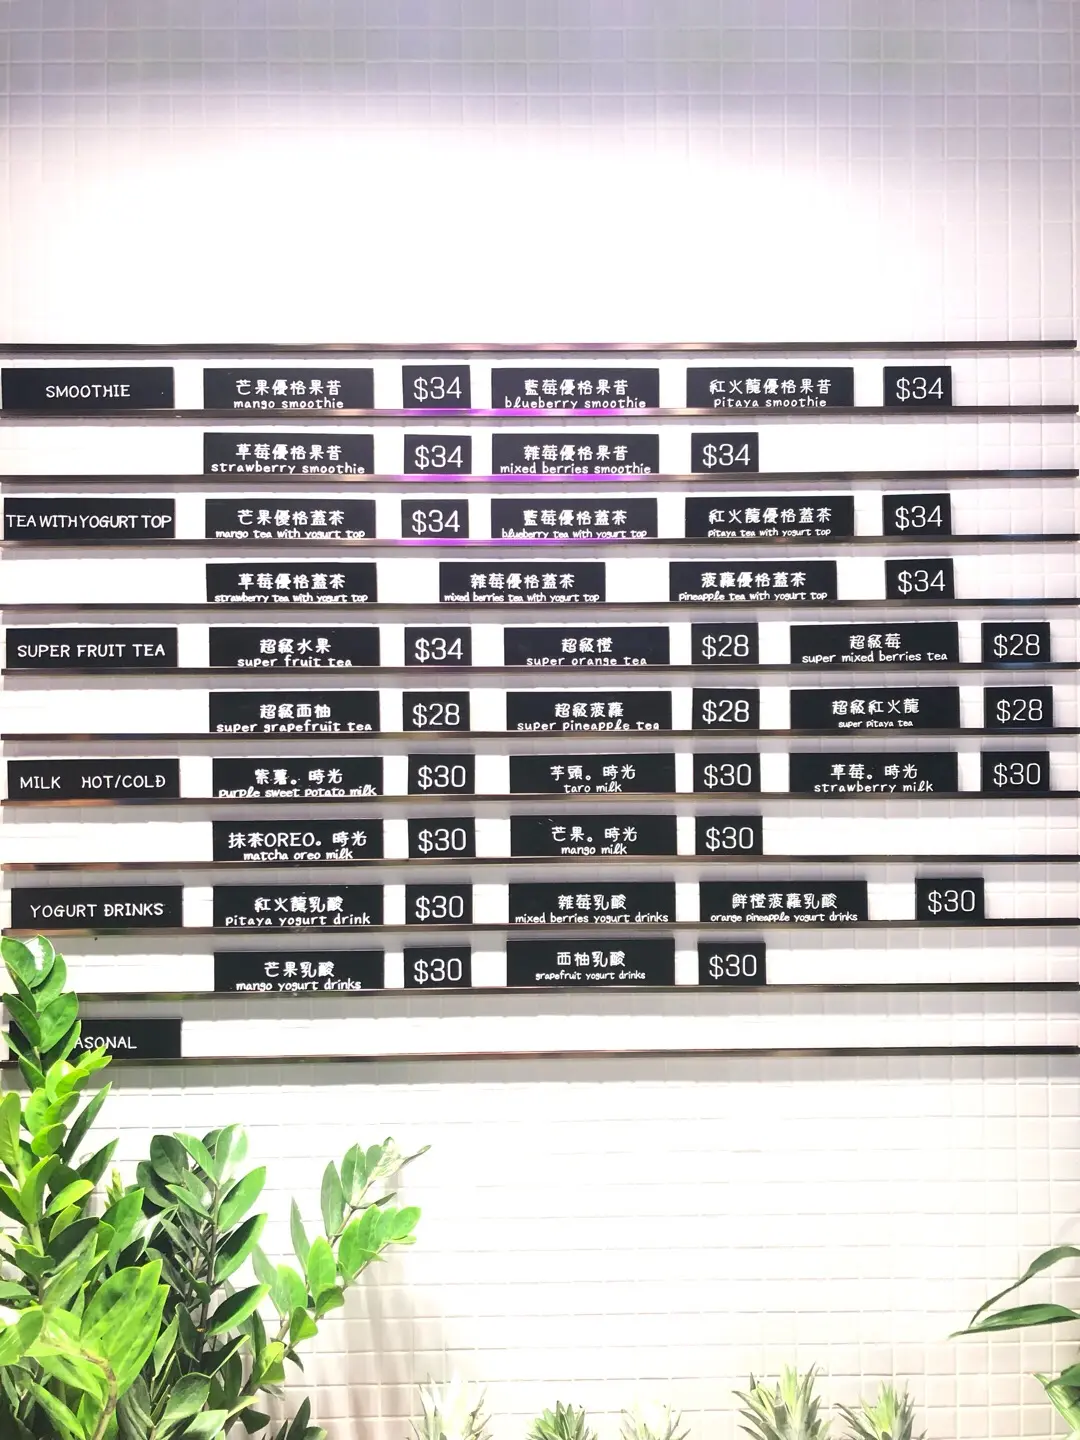 SMOOTHIE
芒果優格果昔
mango smoothie
$34
藍莓優格果昔
blueberry smoothie
紅火龍優格果昔
pitaya smoothie
$34
草莓優格果昔
strawberry smoothie
$34
雜莓優格果昔
mixed berries smoothie
$34
TEA WITH YOGURT TOP
芒果優格蓋茶
mango tea with yogurt top
$34
藍莓優格蓋茶
blueberry tea with yogurt top
紅火龍優格蓋茶
pitaya tea with yogurt top
$34
草莓優格蓋茶
strawberry tea with yogurt top
雜莓優格蓋茶
mixed berries tea with yogurt top
菠蘿優格蓋茶
pineapple tea with yogurt top
$34
SUPER FRUIT TEA
超級水果
super fruit tea
$34
超級橙
super orange tea
$28
超級莓
super mixed berries tea
$28
超級西柚
super grapefruit tea
$28
超級菠蘿
super pineapple tea
$28
超級紅火龍
super pitaya tea
$28
MILK HOT/COLD
紫薯。時光
purple sweet potato milk
$30
芋頭。時光
taro milk
$30
草莓。時光
strawberry milk
$30
抹茶OREO。時光
matcha oreo milk
$30
芒果。時光
mango milk
$30
YOGURT DRINKS
紅火龍乳酸
pitaya yogurt drink
$30
雜莓乳酸
mixed berries yogurt drinks
鮮橙菠蘿乳酸
orange pineapple yogurt drinks
$30
芒果乳酸
mango yogurt drinks
$30
西柚乳酸
grapefruit yogurt drinks
$30
ASONAL